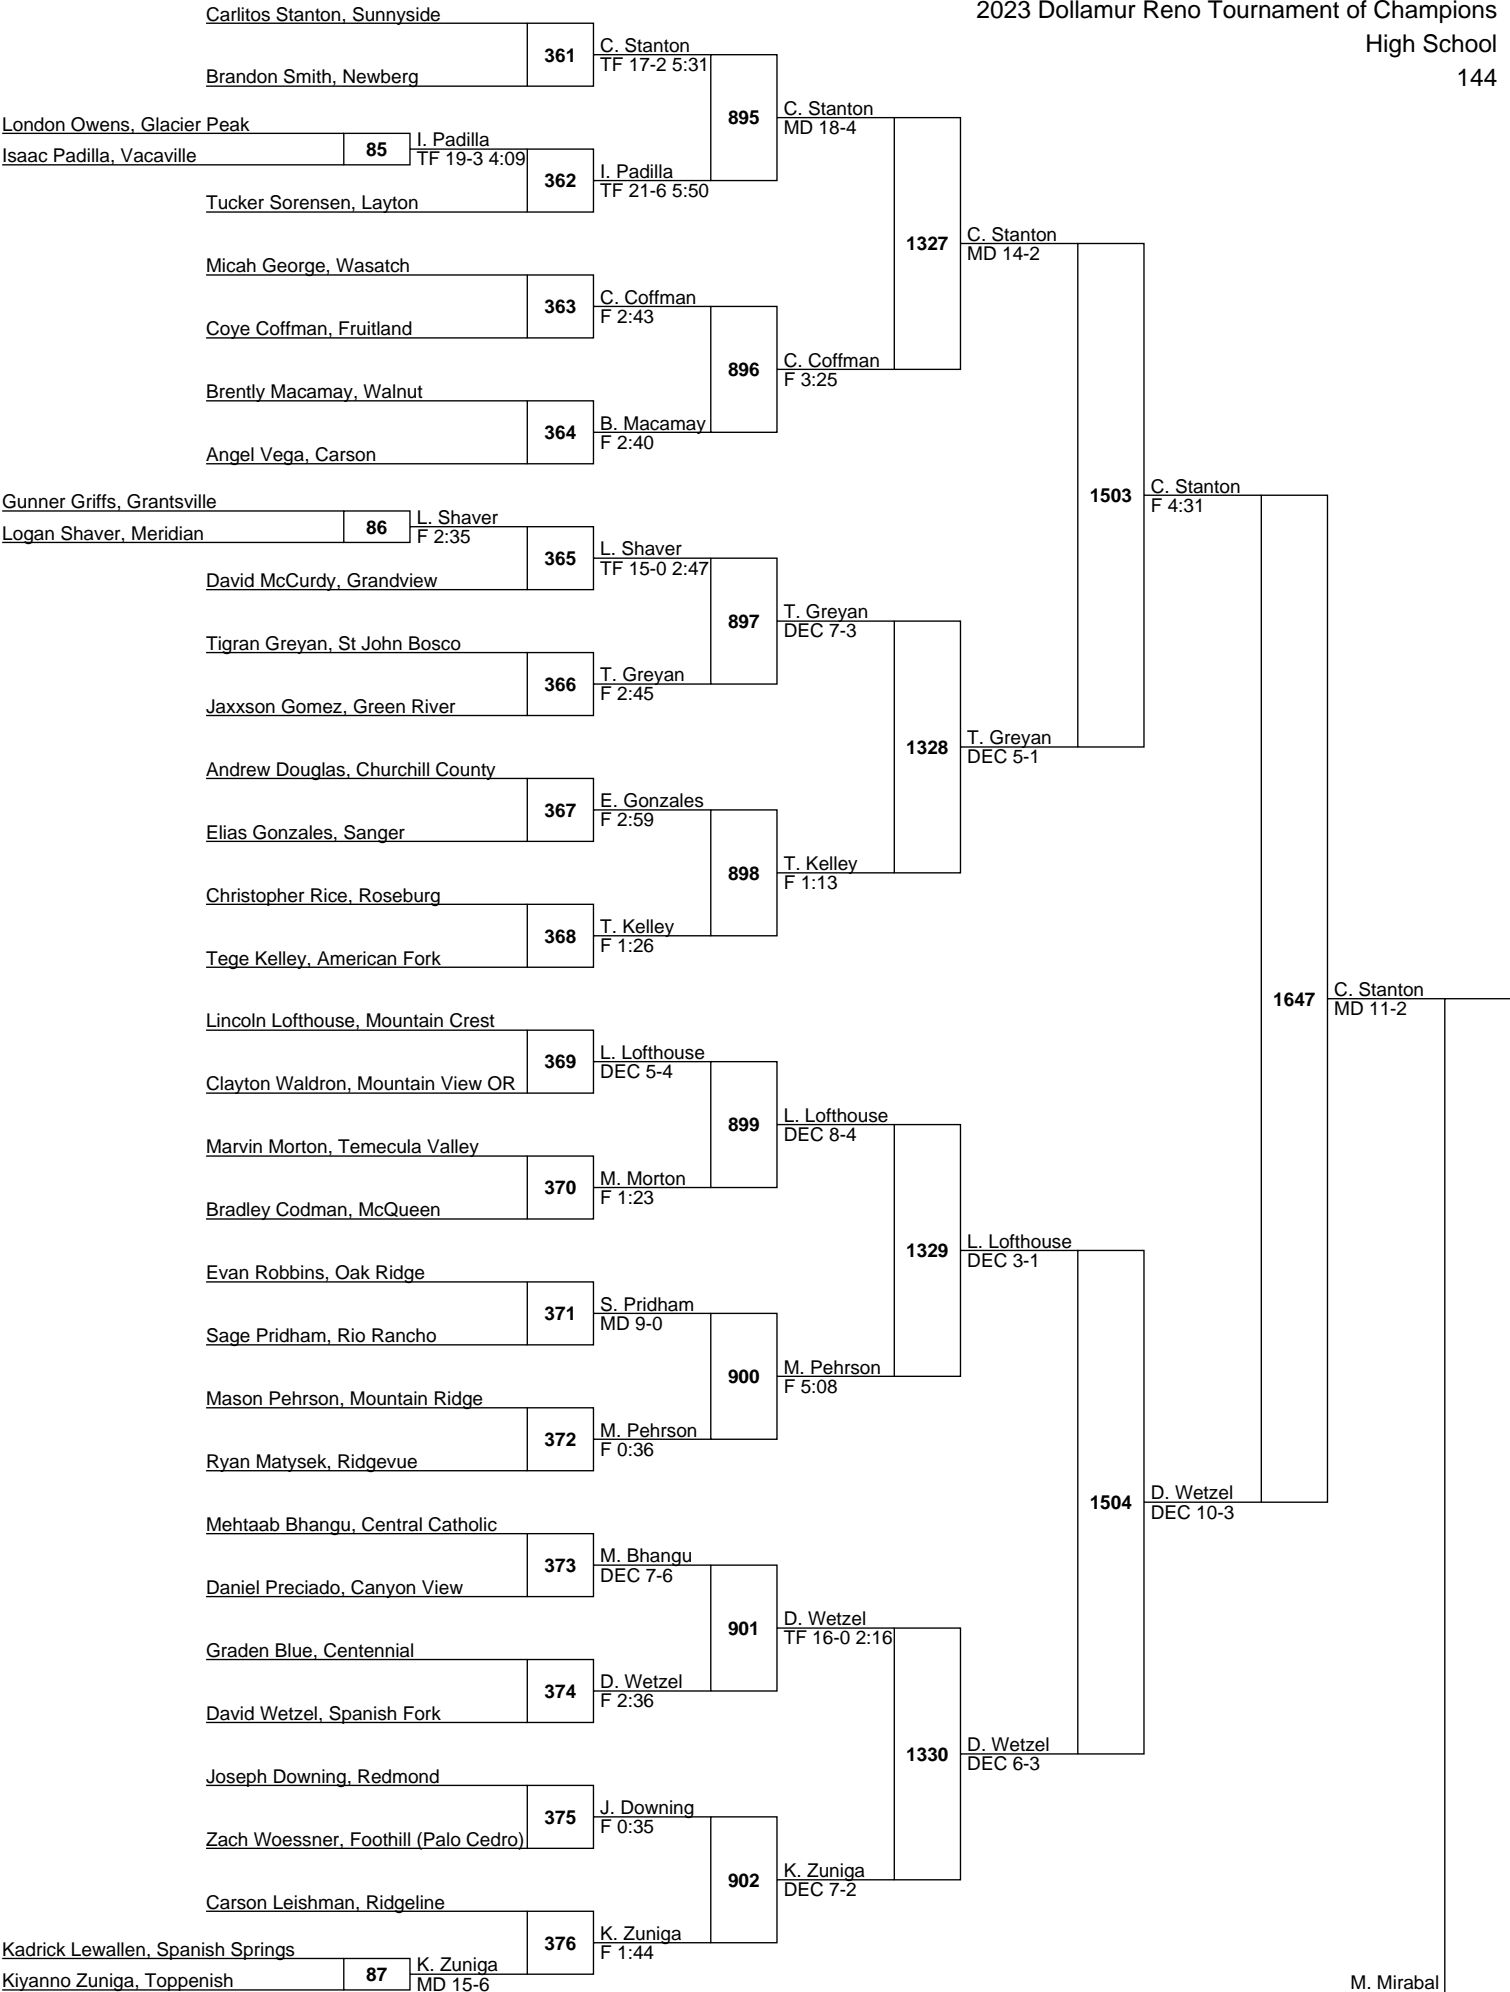 2023 Dollamur Reno Tournament of Champions
High School
144
Carlitos Stanton, Sunnyside
361
C. Stanton
TF 17-2 5:31
Brandon Smith, Newberg
895
C. Stanton
MD 18-4
London Owens, Glacier Peak
85
I. Padilla
TF 19-3 4:09
Isaac Padilla, Vacaville
362
I. Padilla
TF 21-6 5:50
Tucker Sorensen, Layton
1327
C. Stanton
MD 14-2
Micah George, Wasatch
363
C. Coffman
F 2:43
Coye Coffman, Fruitland
896
C. Coffman
F 3:25
Brently Macamay, Walnut
364
B. Macamay
F 2:40
Angel Vega, Carson
1503
C. Stanton
F 4:31
Gunner Griffs, Grantsville
86
L. Shaver
F 2:35
Logan Shaver, Meridian
365
L. Shaver
TF 15-0 2:47
David McCurdy, Grandview
897
T. Greyan
DEC 7-3
Tigran Greyan, St John Bosco
366
T. Greyan
F 2:45
Jaxxson Gomez, Green River
1328
T. Greyan
DEC 5-1
Andrew Douglas, Churchill County
367
E. Gonzales
F 2:59
Elias Gonzales, Sanger
898
T. Kelley
F 1:13
Christopher Rice, Roseburg
368
T. Kelley
F 1:26
Tege Kelley, American Fork
1647
C. Stanton
MD 11-2
Lincoln Lofthouse, Mountain Crest
369
L. Lofthouse
DEC 5-4
Clayton Waldron, Mountain View OR
899
L. Lofthouse
DEC 8-4
Marvin Morton, Temecula Valley
370
M. Morton
F 1:23
Bradley Codman, McQueen
1329
L. Lofthouse
DEC 3-1
Evan Robbins, Oak Ridge
371
S. Pridham
MD 9-0
Sage Pridham, Rio Rancho
900
M. Pehrson
F 5:08
Mason Pehrson, Mountain Ridge
372
M. Pehrson
F 0:36
Ryan Matysek, Ridgevue
1504
D. Wetzel
DEC 10-3
Mehtaab Bhangu, Central Catholic
373
M. Bhangu
DEC 7-6
Daniel Preciado, Canyon View
901
D. Wetzel
TF 16-0 2:16
Graden Blue, Centennial
374
D. Wetzel
F 2:36
David Wetzel, Spanish Fork
1330
D. Wetzel
DEC 6-3
Joseph Downing, Redmond
375
J. Downing
F 0:35
Zach Woessner, Foothill (Palo Cedro)
902
K. Zuniga
DEC 7-2
Carson Leishman, Ridgeline
376
K. Zuniga
F 1:44
Kadrick Lewallen, Spanish Springs
87
K. Zuniga
MD 15-6
Kiyanno Zuniga, Toppenish
M. Mirabal